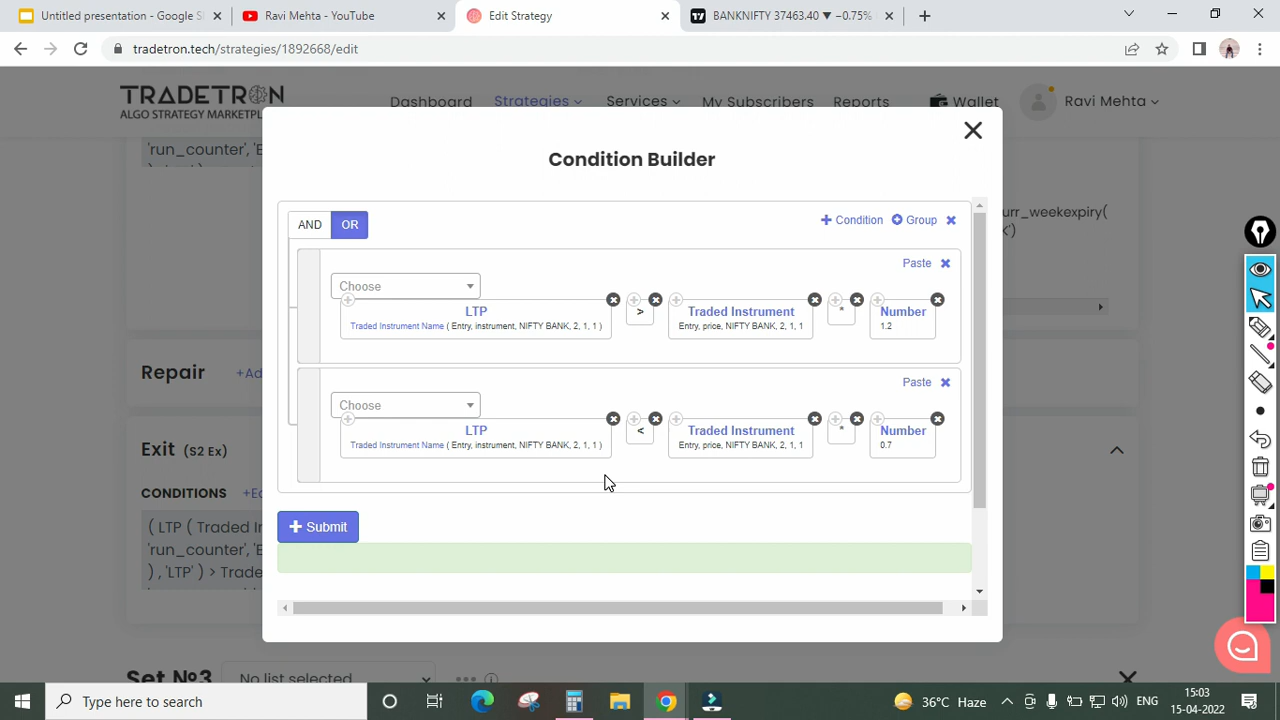 Untitled presentation - Google S
Ravi Mehta - YouTube
Edit Strategy
BANKNIFTY 37463.40 ▼ −0.75%
tradetron.tech/strategies/1892668/edit
TRADETRON
ALGO STRATEGY MARKETPL
Dashboard
Strategies
Services
My Subscribers
Reports
Wallet
Ravi Mehta
'run_counter', 'E
urr_weekexpiry(
Condition Builder
AND
OR
+ Condition
Group
Paste
Choose
LTP
Traded Instrument Name ( Entry, instrument, NIFTY BANK, 2, 1, 1 )
>
Traded Instrument
Entry, price, NIFTY BANK, 2, 1, 1
*
Number
1.2
Paste
Choose
LTP
Traded Instrument Name ( Entry, instrument, NIFTY BANK, 2, 1, 1 )
<
Traded Instrument
Entry, price, NIFTY BANK, 2, 1, 1
*
Number
0.7
+ Submit
Repair
+Ad
Exit (S2 Ex)
CONDITIONS
+E
( LTP ( Traded In
'run_counter', 'E
) , 'LTP' ) > Trade
Set №3
No list selected
Type here to search
36°C Haze
ENG
15:03
15-04-2022